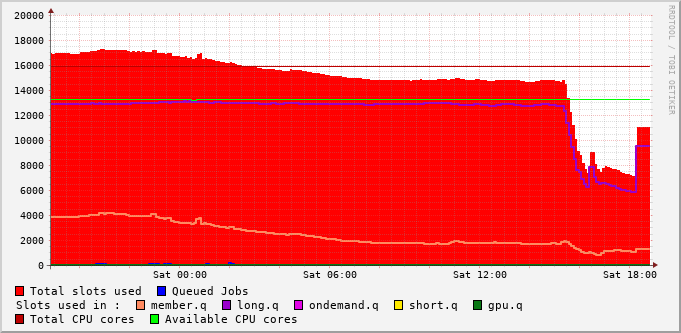 RRDTOOL / TOBI OETIKER
20000
18000
16000
14000
12000
10000
8000
6000
4000
2000
0
Sat 00:00 Sat 06:00 Sat 12:00 Sat 18:00
Total slots used Queued Jobs
Slots used in : member.q long.q ondemand.q short.q gpu.q
Total CPU cores Available CPU cores